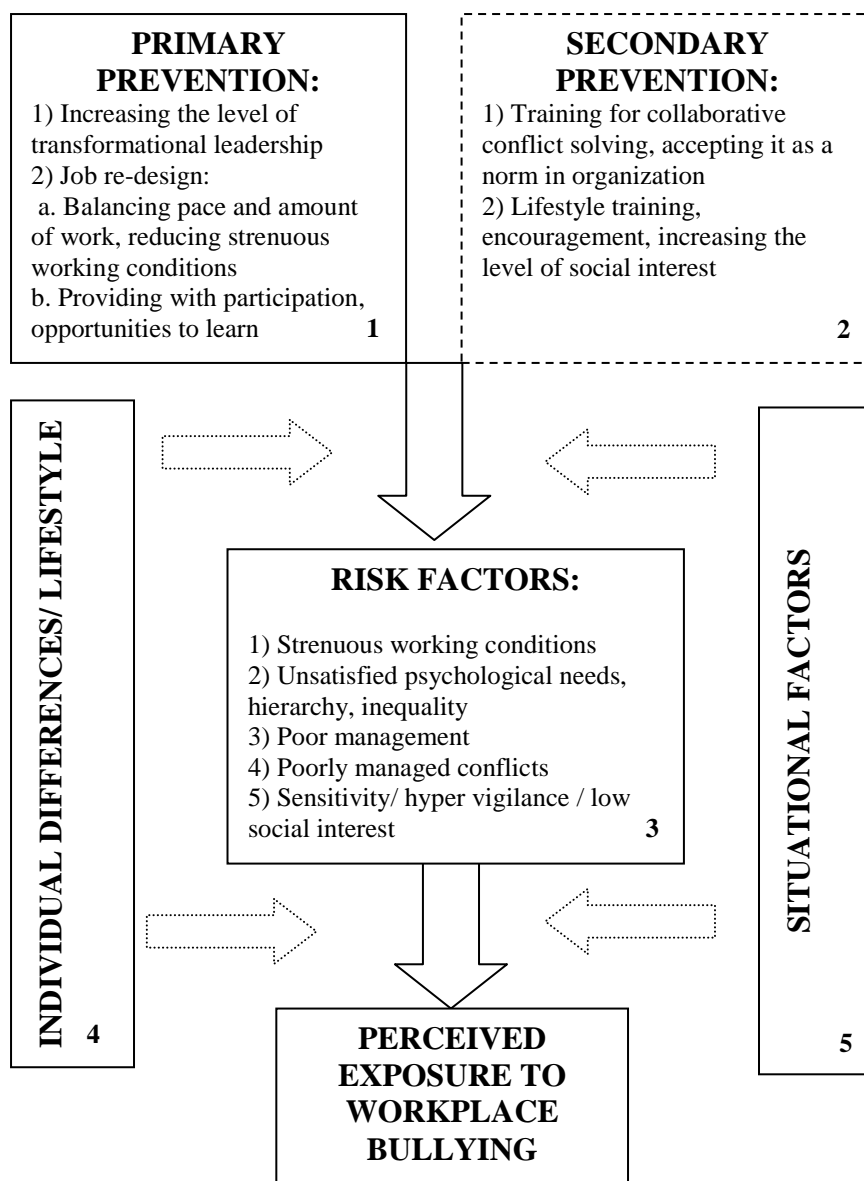 PRIMARY
PREVENTION:
1) Increasing the level of
transformational leadership
2) Job re-design:
a. Balancing pace and amount
of work, reducing strenuous
working conditions
b. Providing with participation,
opportunities to learn 1
SECONDARY
PREVENTION:
1) Training for collaborative
conflict solving, accepting it as a
norm in organization
2) Lifestyle training,
encouragement, increasing the
level of social interest
2
INDIVIDUAL DIFFERENCES/ LIFESTYLE
4
RISK FACTORS:
1) Strenuous working conditions
2) Unsatisfied psychological needs,
hierarchy, inequality
3) Poor management
4) Poorly managed conflicts
5) Sensitivity/ hyper vigilance / low
social interest 3
SITUATIONAL FACTORS
5
PERCEIVED
EXPOSURE TO
WORKPLACE
BULLYING